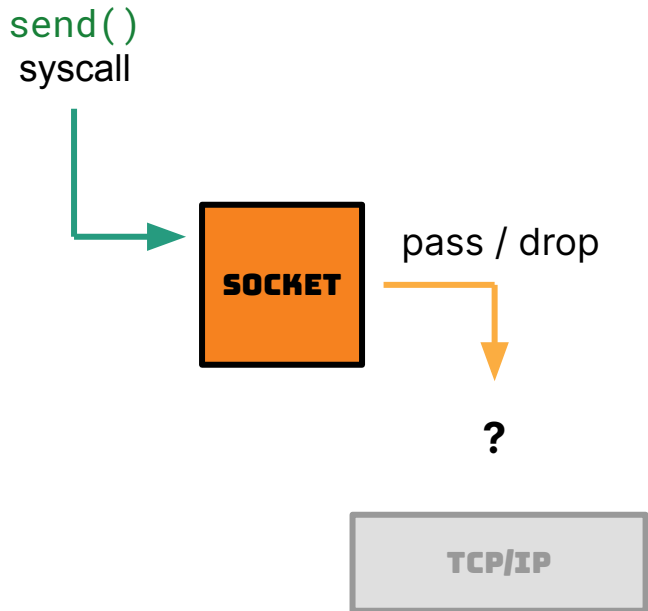 send()
syscall
SOCKET
pass / drop
?
TCP/IP